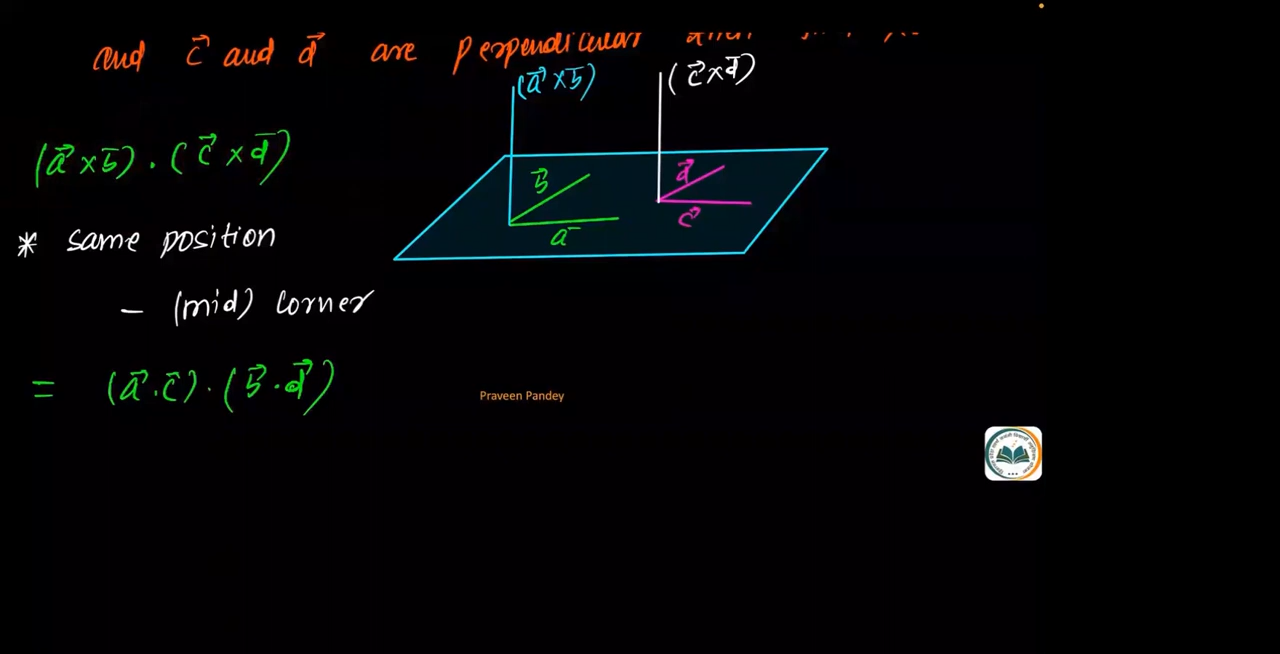 and c⃗ and d⃗ are perpendicular
(a⃗ × b̅) (c⃗ × d̅)
(a⃗ × b̅) . (c⃗ × d̅)
b⃗ d⃗
a̅ c⃗
* same position
- (mid) corner
= (a⃗ . c̅) . (b⃗ . d⃗)
Praveen Pandey